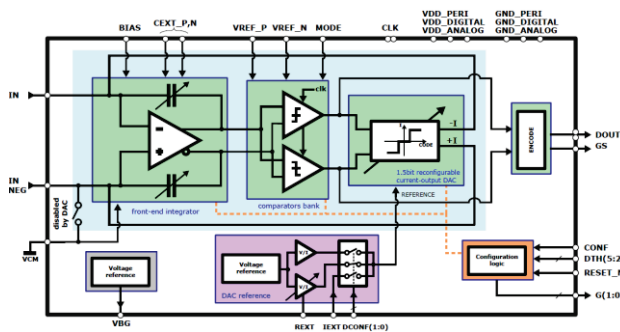 BIAS CEXT_P,N VREF_P VREF_N MODE CLK VDD_PERI GND_PERI
VDD_DIGITAL GND_DIGITAL
VDD_ANALOG GND_ANALOG
clk
IN
-I
+I
CODE
ENCODE
DOUT
GS
IN
NEG
1.5bit reconfigurable
current-output DAC
REFERENCE
disabled
by DAC
front-end integrator
comparators bank
VCM
Voltage
reference
Voltage
reference
V/I
V/I
DAC reference
Configuration
logic
CONF
DTH(5:2
RESET_N
G(1:0
VBG
REXT IEXT DCONF(1:0)